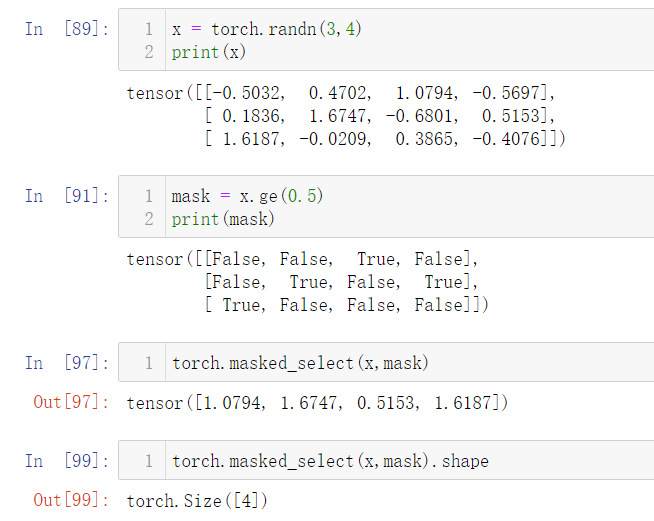 In [89]: 1 x = torch.randn(3,4)
2 print(x)
tensor([[-0.5032, 0.4702, 1.0794, -0.5697],
[ 0.1836, 1.6747, -0.6801, 0.5153],
[ 1.6187, -0.0209, 0.3865, -0.4076]])
In [91]: 1 mask = x.ge(0.5)
2 print(mask)
tensor([[False, False, True, False],
[False, True, False, True],
[ True, False, False, False]])
In [97]: 1 torch.masked_select(x,mask)
Out[97]: tensor([1.0794, 1.6747, 0.5153, 1.6187])
In [99]: 1 torch.masked_select(x,mask).shape
Out[99]: torch.Size([4])